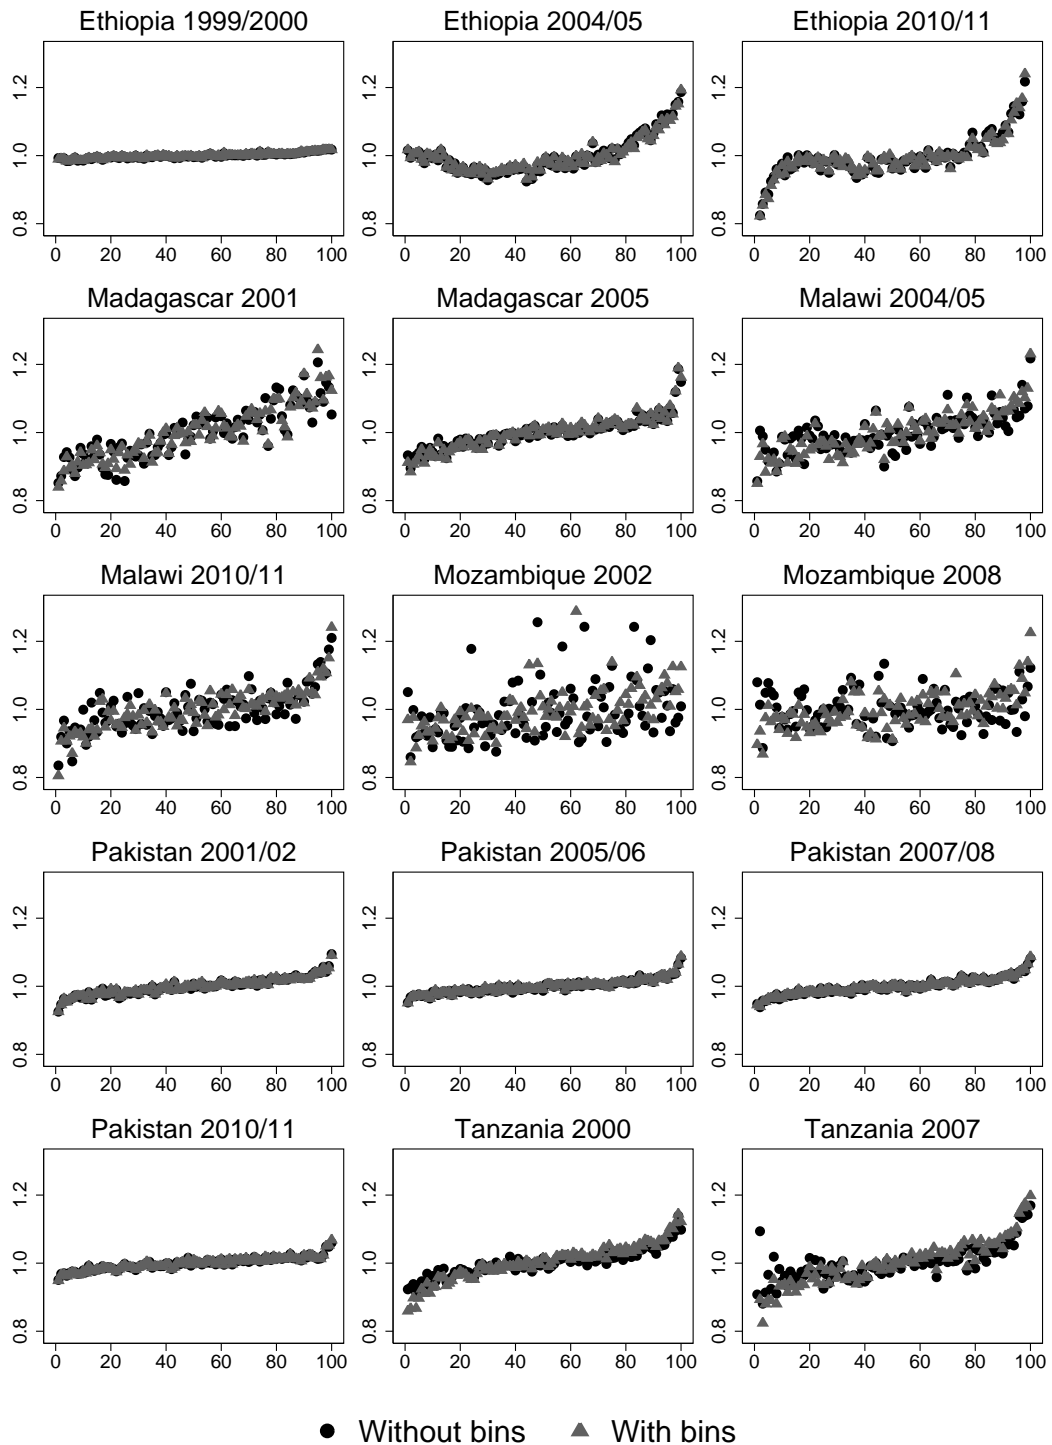 Ethiopia 1999/2000 Ethiopia 2004/05 Ethiopia 2010/11
1.2 1.2 1.2
1.0 1.0 1.0
0.8 0.8 0.8
0 20 40 60 80 100 0 20 40 60 80 100 0 20 40 60 80 100
Madagascar 2001 Madagascar 2005 Malawi 2004/05
1.2 1.2 1.2
1.0 1.0 1.0
0.8 0.8 0.8
0 20 40 60 80 100 0 20 40 60 80 100 0 20 40 60 80 100
Malawi 2010/11 Mozambique 2002 Mozambique 2008
1.2 1.2 1.2
1.0 1.0 1.0
0.8 0.8 0.8
0 20 40 60 80 100 0 20 40 60 80 100 0 20 40 60 80 100
Pakistan 2001/02 Pakistan 2005/06 Pakistan 2007/08
1.2 1.2 1.2
1.0 1.0 1.0
0.8 0.8 0.8
0 20 40 60 80 100 0 20 40 60 80 100 0 20 40 60 80 100
Pakistan 2010/11 Tanzania 2000 Tanzania 2007
1.2 1.2 1.2
1.0 1.0 1.0
0.8 0.8 0.8
0 20 40 60 80 100 0 20 40 60 80 100 0 20 40 60 80 100
Without bins With bins